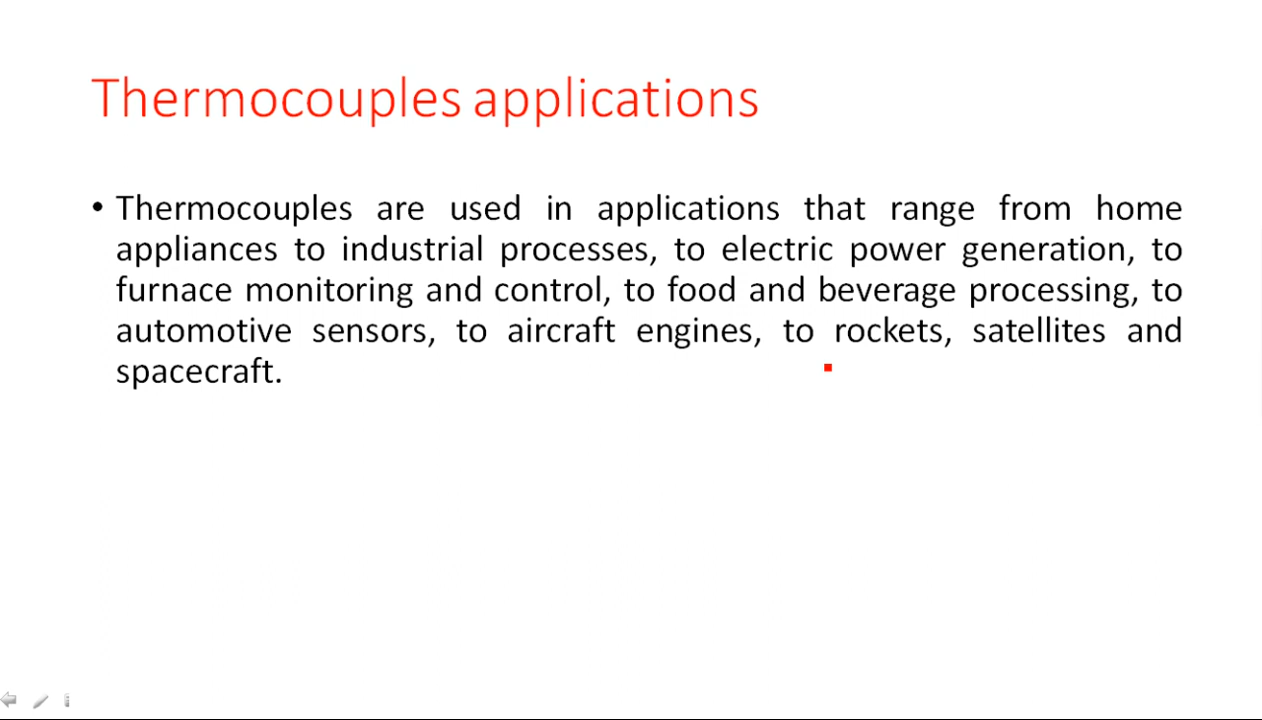 Thermocouples applications
• Thermocouples are used in applications that range from home
appliances to industrial processes, to electric power generation, to
furnace monitoring and control, to food and beverage processing, to
automotive sensors, to aircraft engines, to rockets, satellites and
spacecraft.